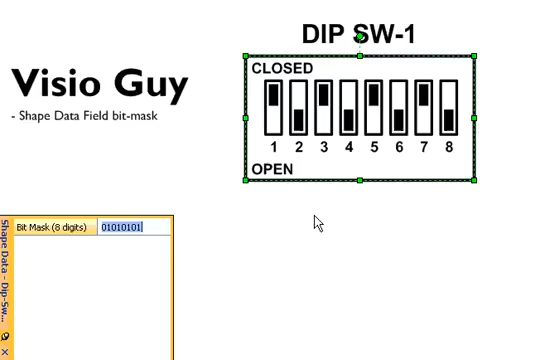 DIP SW-1
CLOSED
Visio Guy
- Shape Data Field bit-mask
1 2 3 4 5 6 7 8
OPEN
Shape Data - Dip-Sw...
Bit Mask (8 digits) 01010101